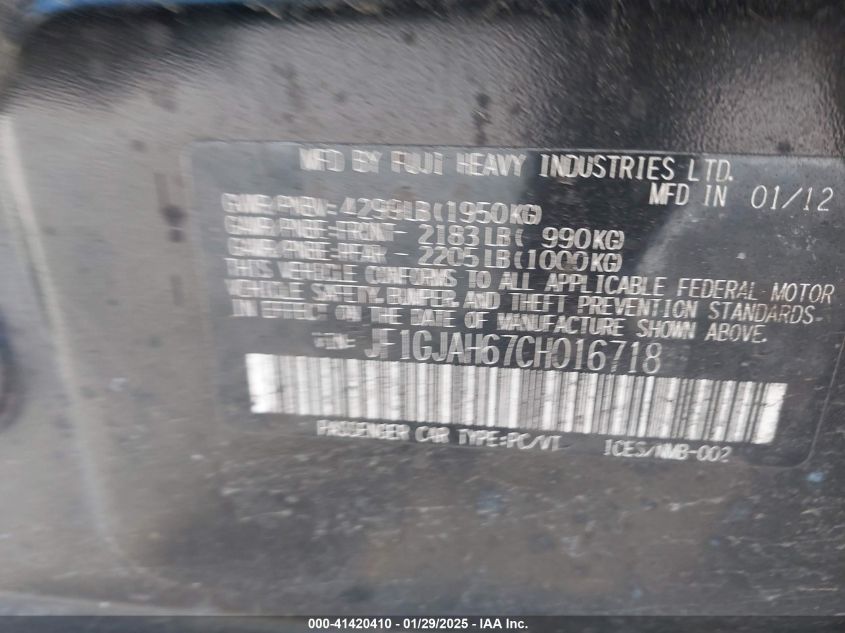 MFD BY FUJI HEAVY INDUSTRIES LTD.
MFD IN 01/12
GVWR/PNBV- 4299LB(1950KG)
GAWR/PNBE-FRONT- 2183LB( 990KG)
GAWR/PNBE-REAR - 2205LB(1000KG)
THIS VEHICLE CONFORMS TO ALL APPLICABLE FEDERAL MOTOR
VEHICLE SAFETY, BUMPER, AND THEFT PREVENTION STANDARDS
IN EFFECT ON THE DATE OF MANUFACTURE SHOWN ABOVE.
VIN: JF1GJAH67CH016718
PASSENGER CAR TYPE:PC/VT ICES/NMB-002
000-41420410 - 01/29/2025 - IAA Inc.